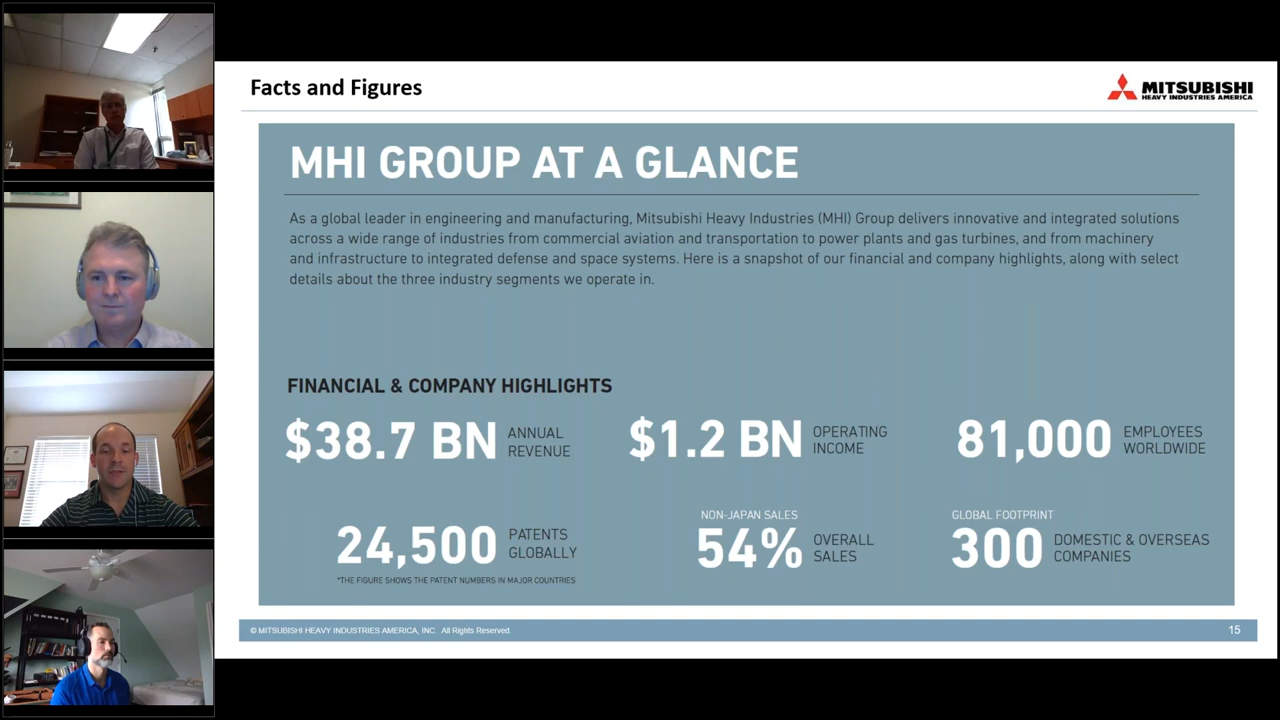 Facts and Figures
MITSUBISHI
HEAVY INDUSTRIES AMERICA
MHI GROUP AT A GLANCE
As a global leader in engineering and manufacturing, Mitsubishi Heavy Industries (MHI) Group delivers innovative and integrated solutions
across a wide range of industries from commercial aviation and transportation to power plants and gas turbines, and from machinery
and infrastructure to integrated defense and space systems. Here is a snapshot of our financial and company highlights, along with select
details about the three industry segments we operate in.
FINANCIAL & COMPANY HIGHLIGHTS
$38.7 BN
ANNUAL
REVENUE
$1.2 BN
OPERATING
INCOME
81,000
EMPLOYEES
WORLDWIDE
24,500
PATENTS
GLOBALLY
*THE FIGURE SHOWS THE PATENT NUMBERS IN MAJOR COUNTRIES
NON-JAPAN SALES
54%
OVERALL
SALES
GLOBAL FOOTPRINT
300
DOMESTIC & OVERSEAS
COMPANIES
© MITSUBISHI HEAVY INDUSTRIES AMERICA, INC. All Rights Reserved.
15